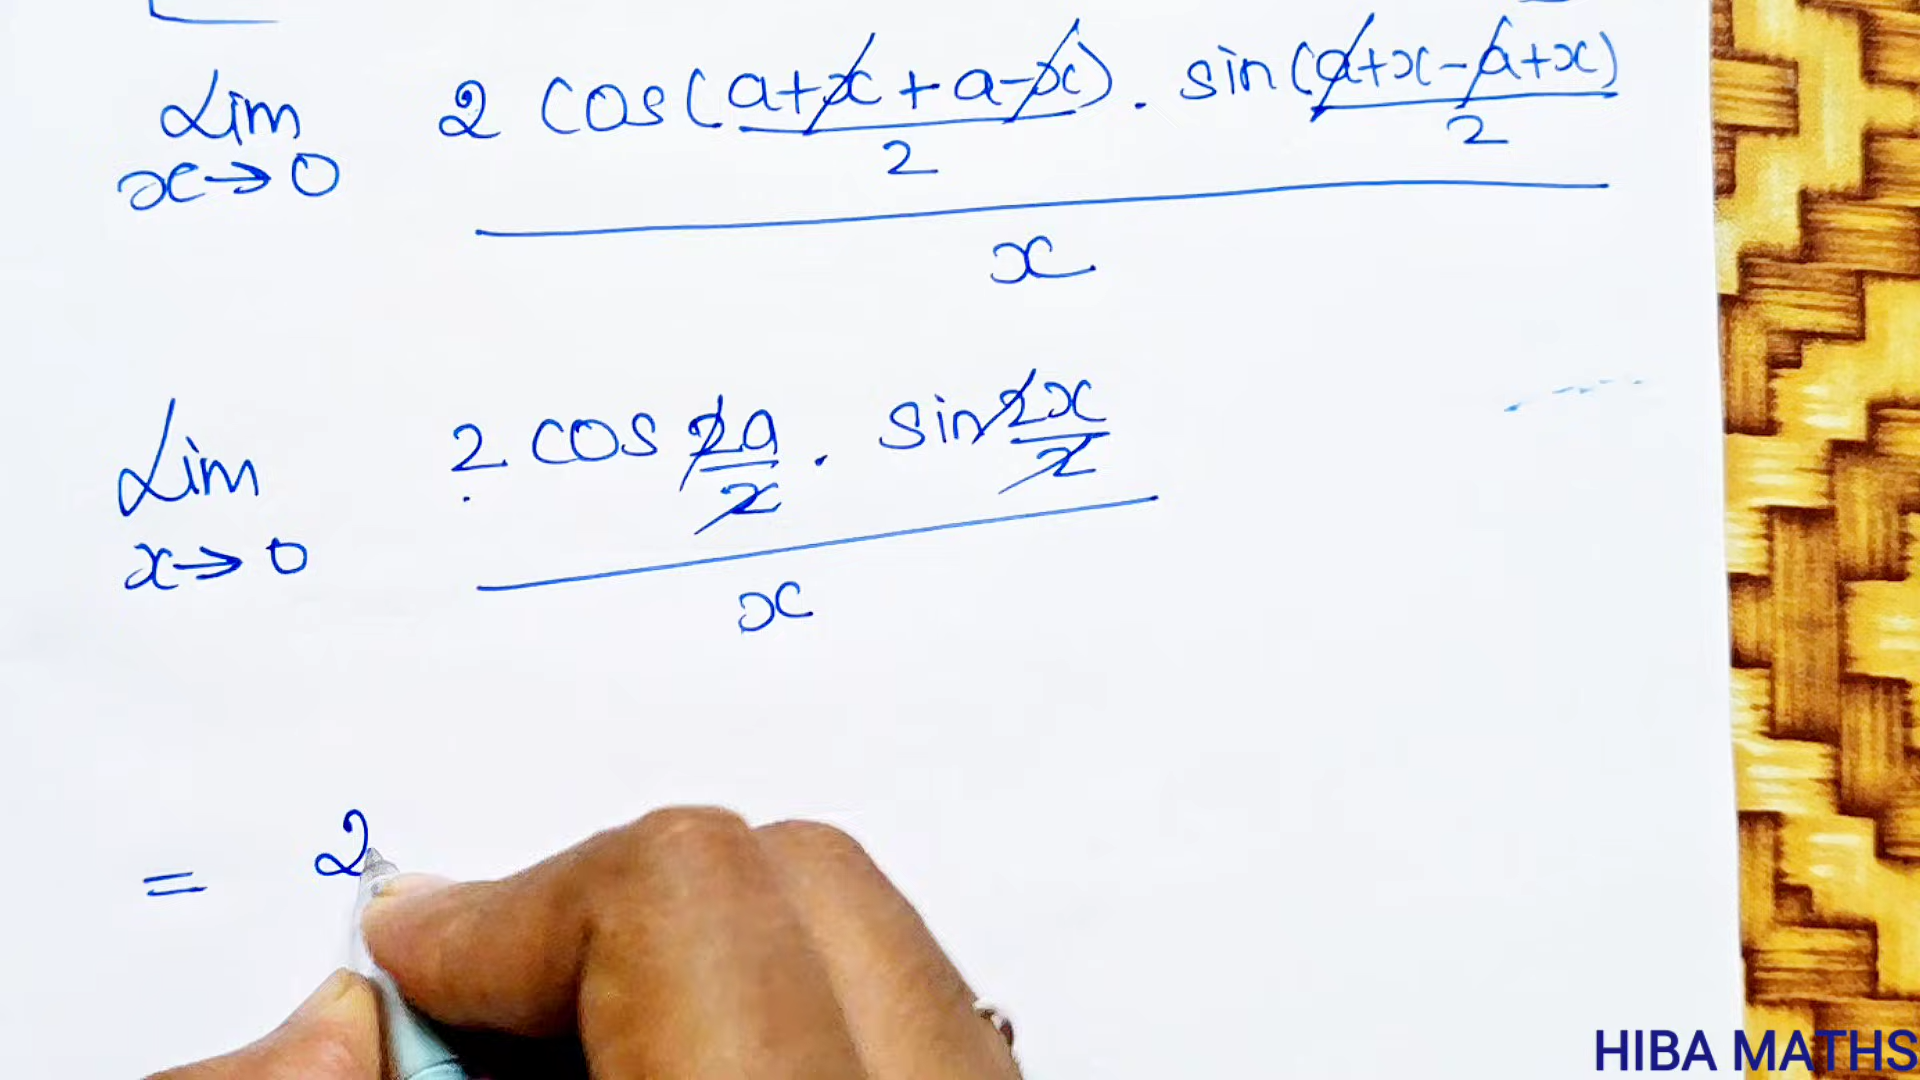 Lim 2 cos(a+x+a-x) . sin(a+x-a+x)
x→0 2 2
x
Lim 2 cos 2a . sin 2x
x→0 2 2
x
= 2
HIBA MATHS